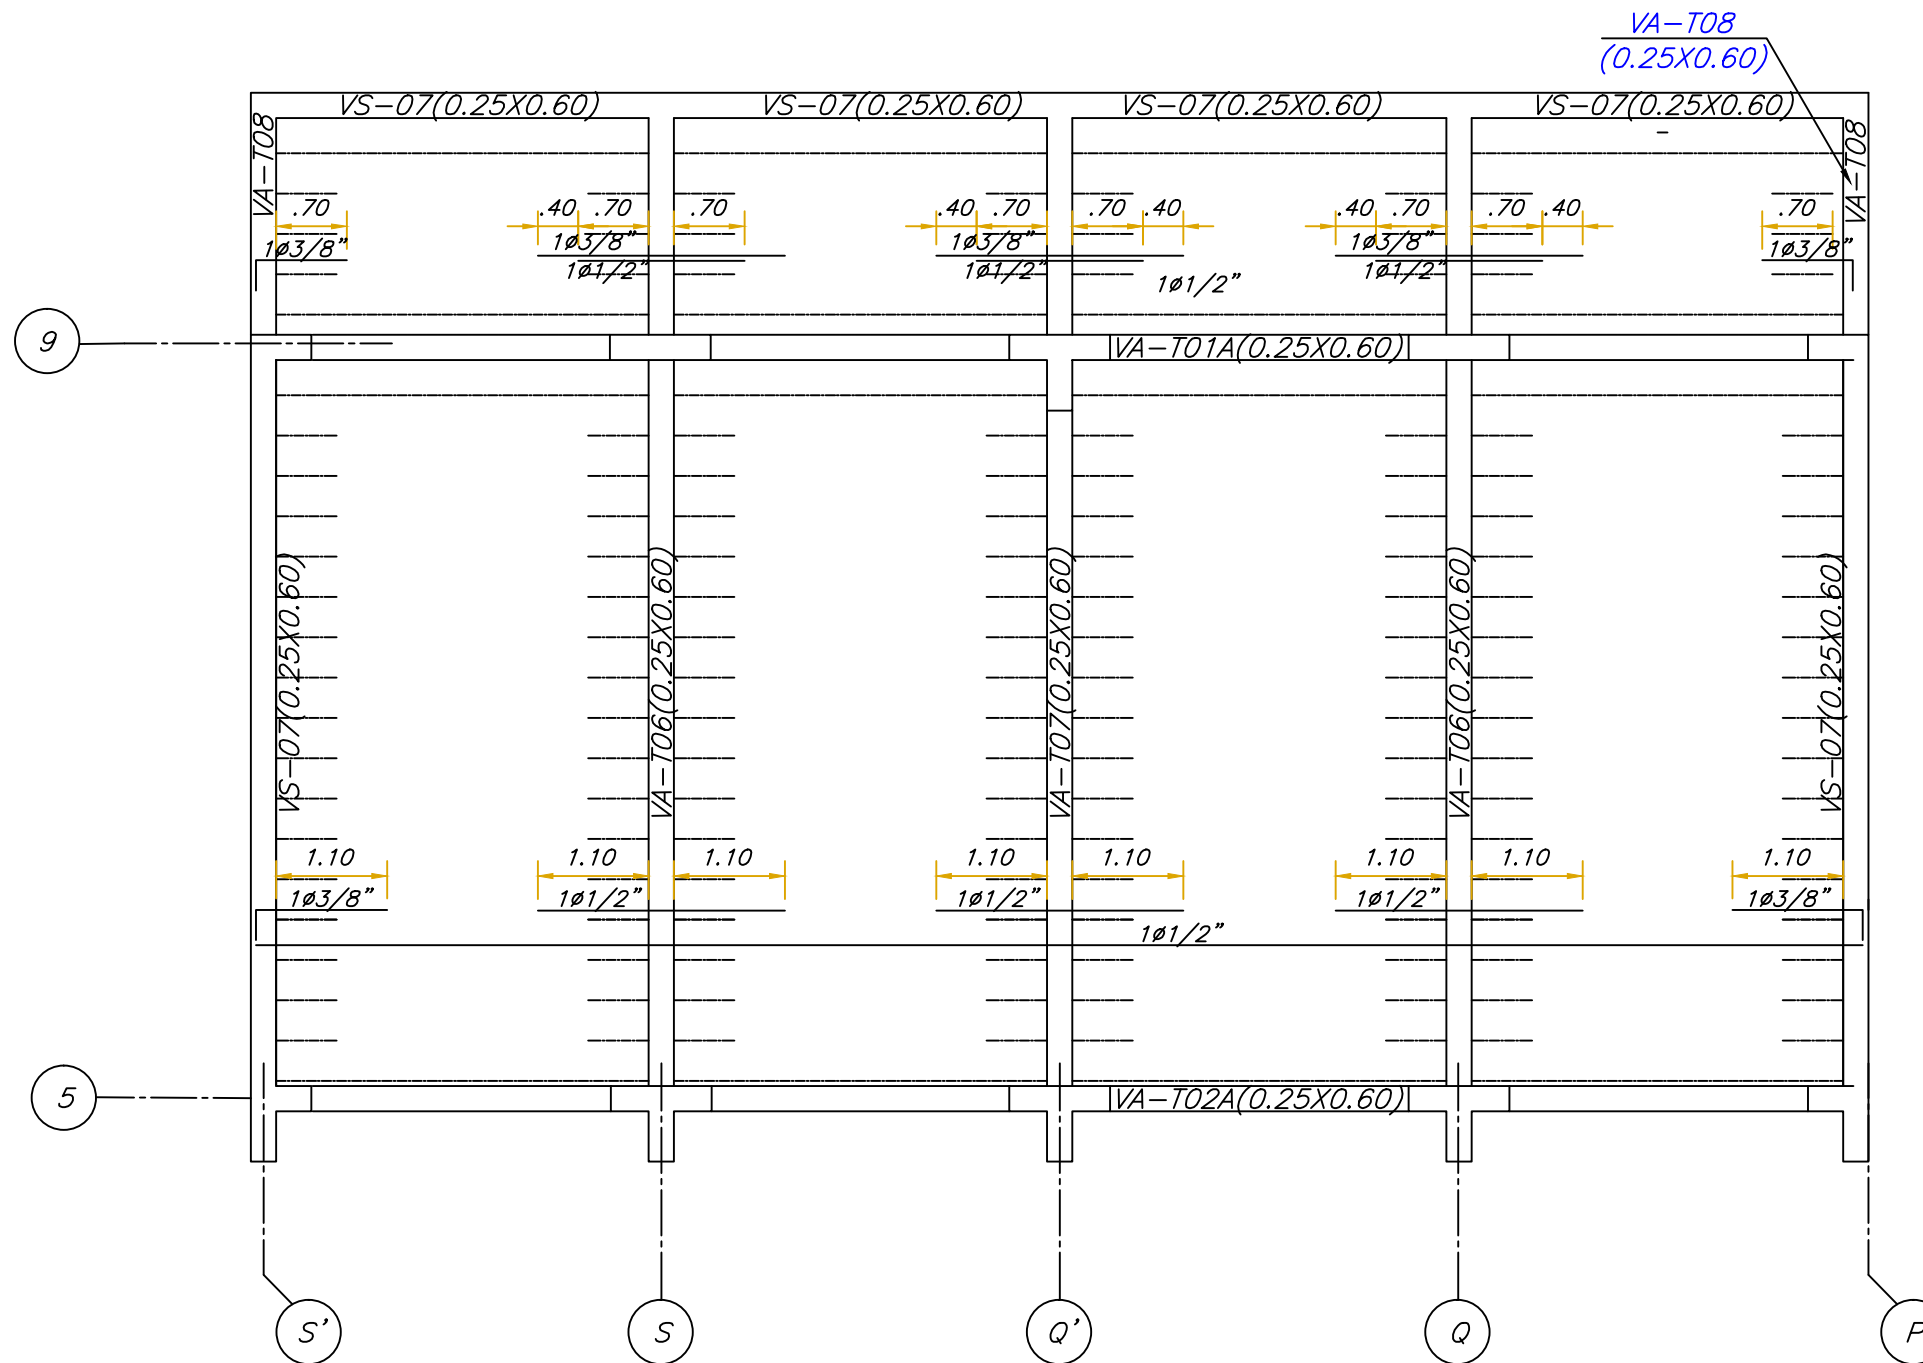 VA-T08
(0.25X0.60)
VS-07(0.25X0.60)
VS-07(0.25X0.60)
VS-07(0.25X0.60)
VS-07(0.25X0.60)
VA-T08
VA-T08
.70
.40
.70
.70
.40
.70
.70
.40
.40
.70
.70
.40
.70
1ø3/8"
1ø3/8"
1ø3/8"
1ø3/8"
1ø3/8"
1ø1/2"
1ø1/2"
1ø1/2"
1ø1/2"
9
VA-T01A(0.25X0.60)
VS-07(0.25X0.60)
VA-T06(0.25X0.60)
VA-T07(0.25X0.60)
VA-T06(0.25X0.60)
VS-07(0.25X0.60)
1.10
1.10
1.10
1.10
1.10
1.10
1.10
1.10
1ø3/8"
1ø1/2"
1ø1/2"
1ø1/2"
1ø3/8"
1ø1/2"
5
VA-T02A(0.25X0.60)
S'
S
Q'
Q
P